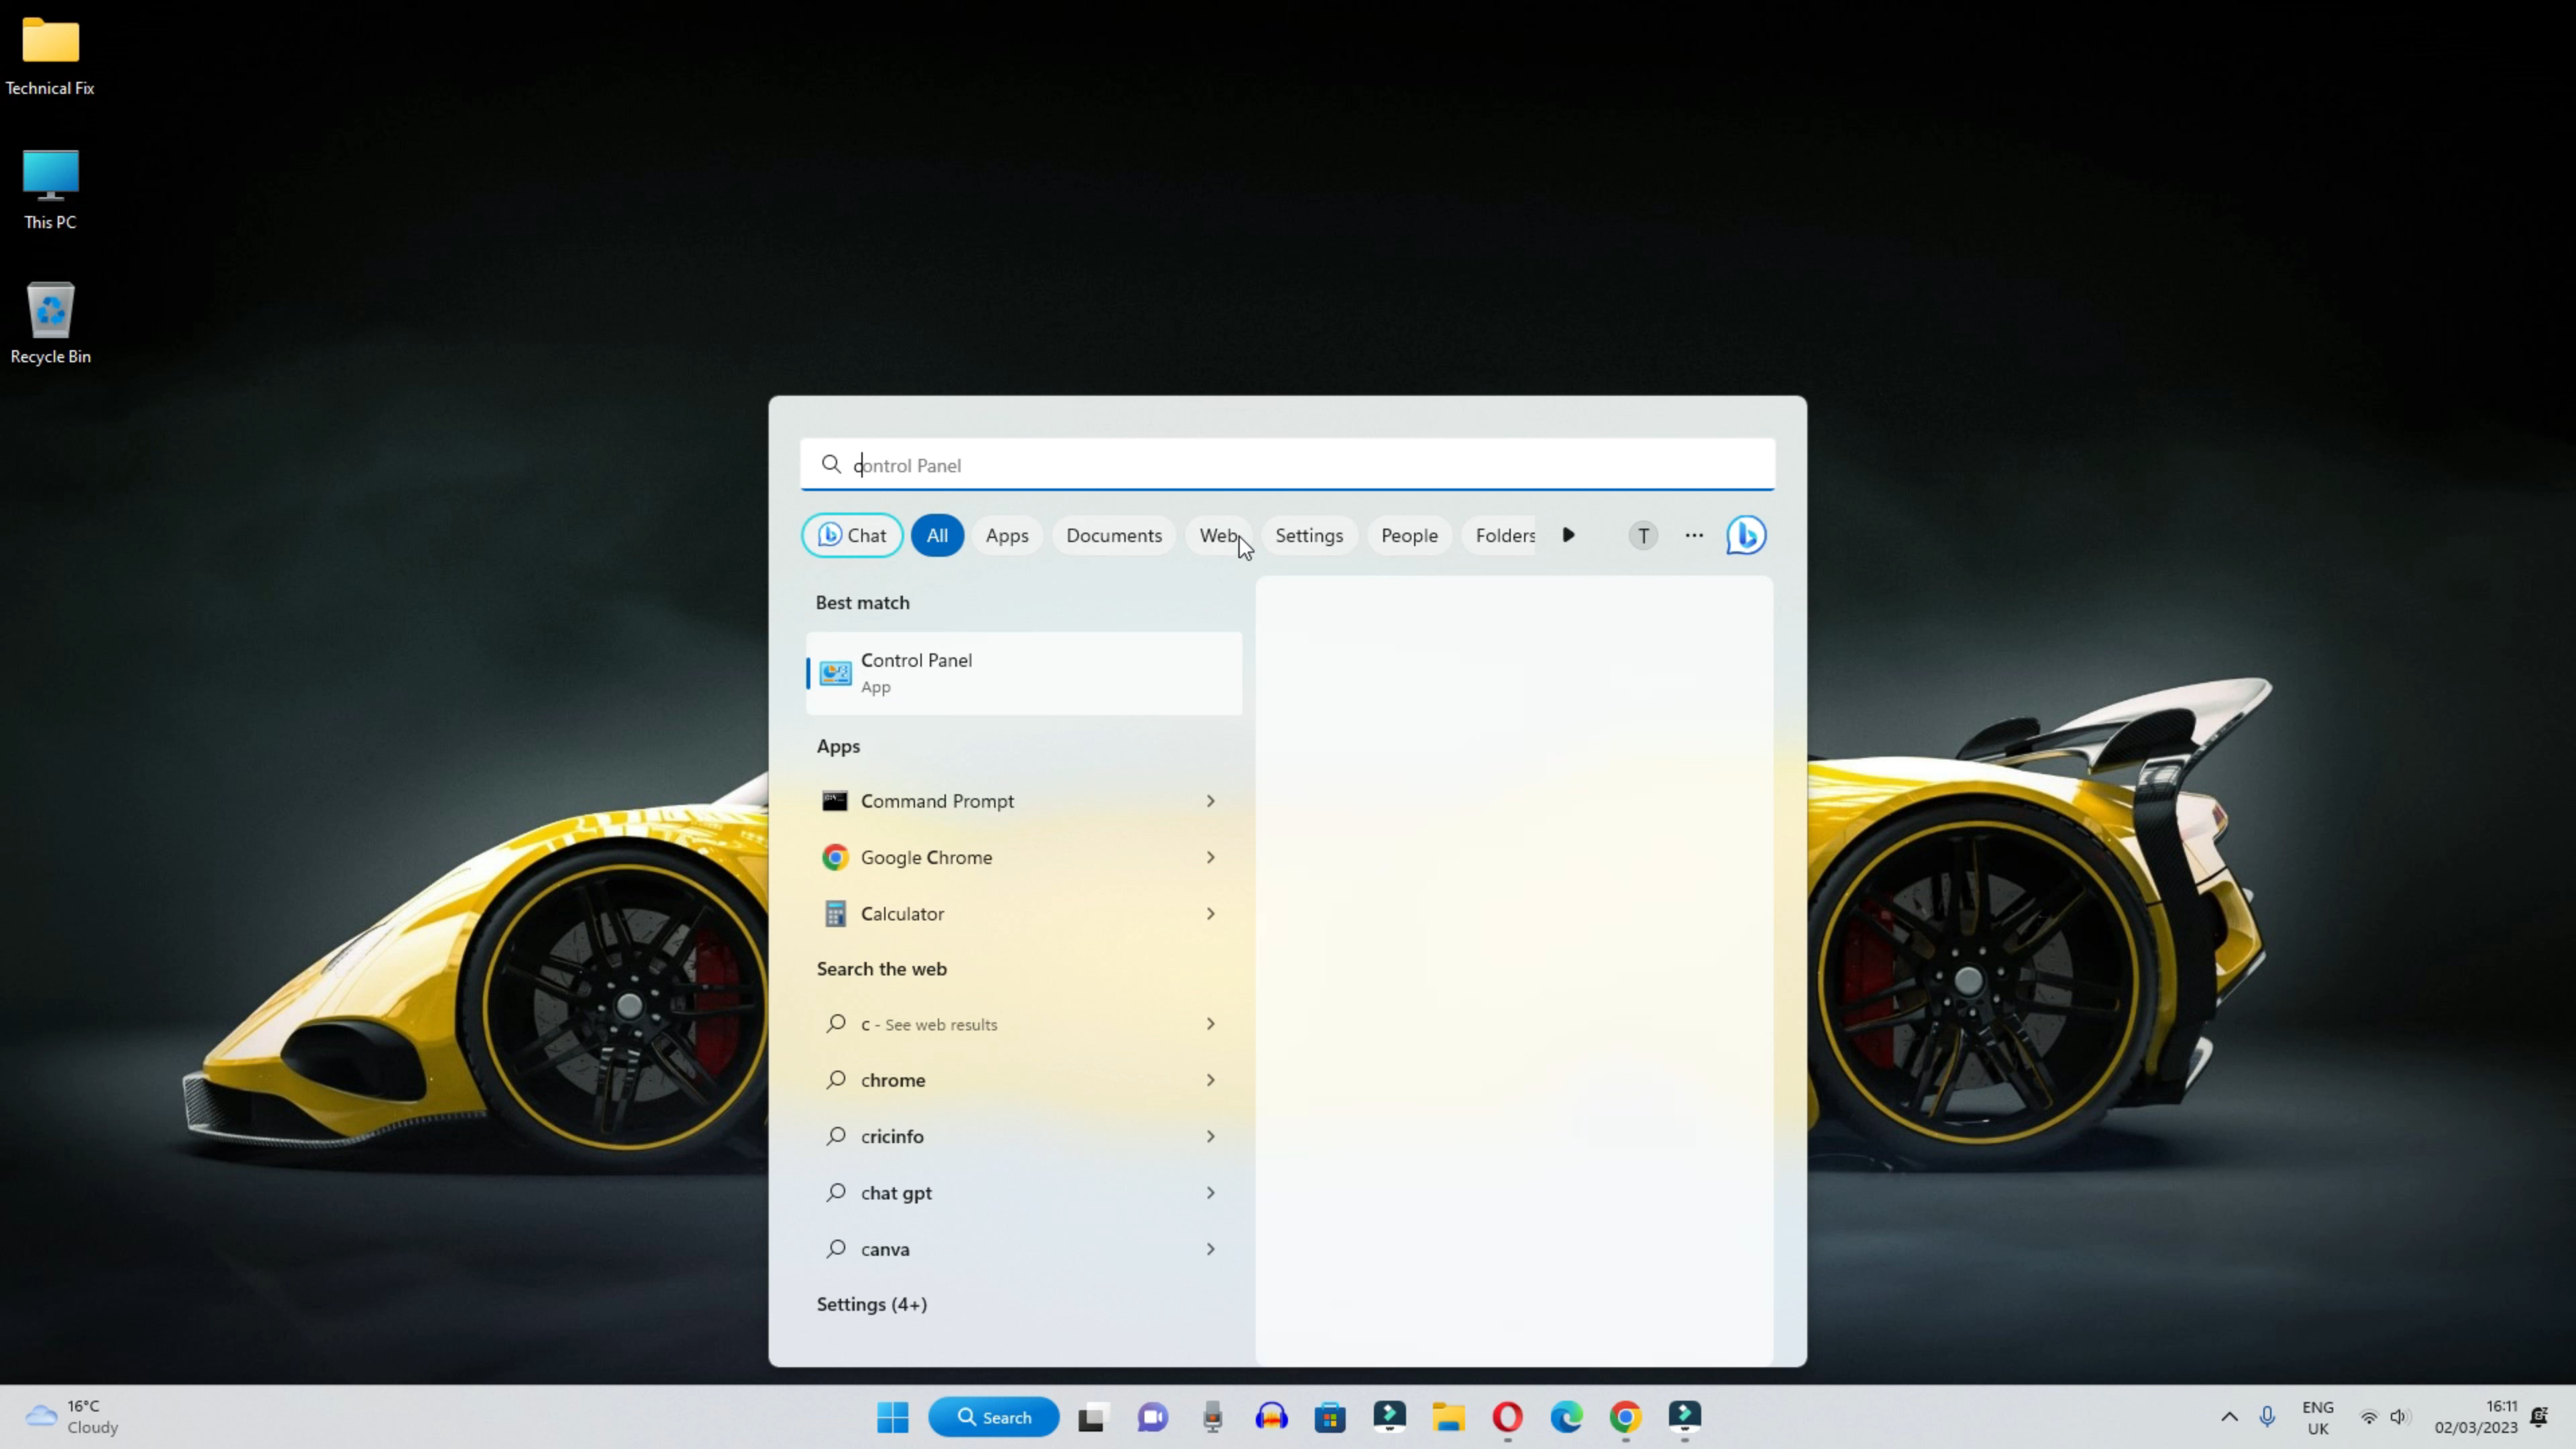 Technical Fix
This PC
Recycle Bin
control Panel
Chat
All
Apps
Documents
Web
Settings
People
Folders
T
Best match
Control Panel
App
Apps
Command Prompt
Google Chrome
Calculator
Search the web
c - See web results
chrome
cricinfo
chat gpt
canva
Settings (4+)
16°C
Cloudy
Search
ENG
UK
16:11
02/03/2023